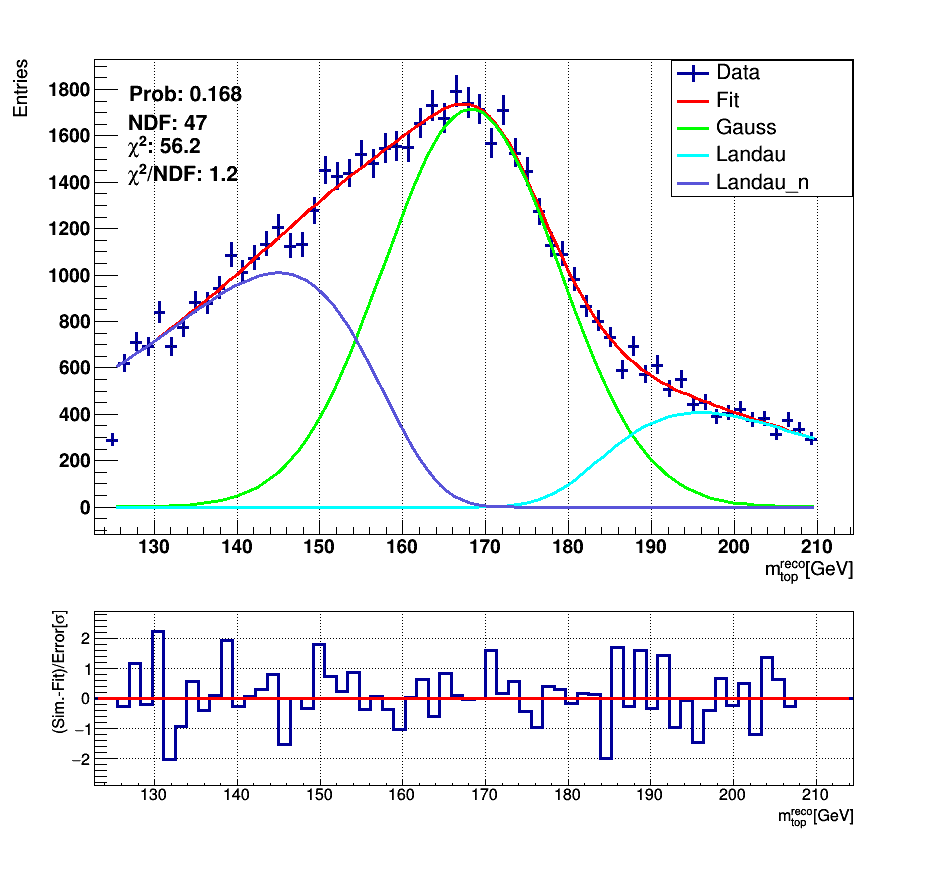 Entries
1800
1600
1400
1200
1000
800
600
400
200
0
Prob: 0.168
NDF: 47
χ²: 56.2
χ²/NDF: 1.2
Data
Fit
Gauss
Landau
Landau_n
130 140 150 160 170 180 190 200 210
m_top^reco[GeV]
(Sim.-Fit)/Error[σ]
2
1
0
−1
−2
130 140 150 160 170 180 190 200 210
m_top^reco[GeV]